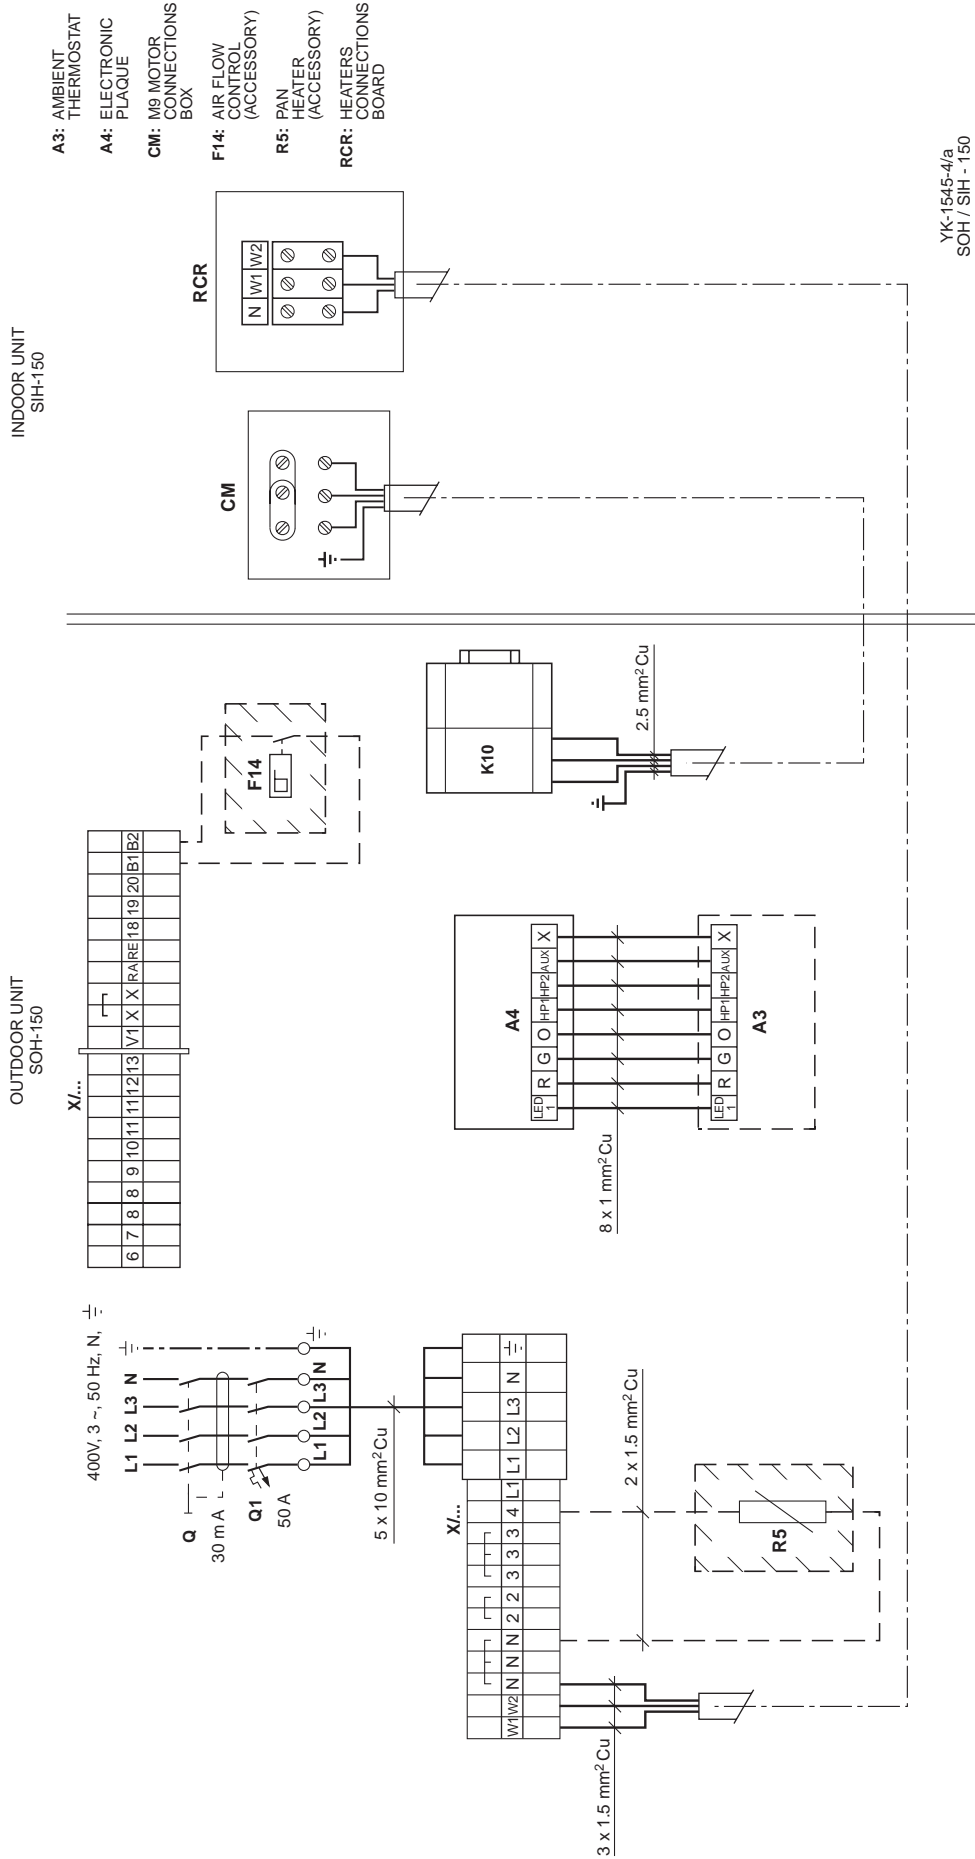 OUTDOOR UNIT
SOH-150
INDOOR UNIT
SIH-150
A3: AMBIENT
THERMOSTAT
A4: ELECTRONIC
PLAQUE
CM: M9 MOTOR
CONNECTIONS
BOX
F14: AIR FLOW
CONTROL
(ACCESSORY)
R5: PAN
HEATER
(ACCESSORY)
RCR: HEATERS
CONNECTIONS
BOARD
400V, 3 ~, 50 Hz, N,
L1 L2 L3 N
Q
30 m A
Q1
50 A
L1 L2 L3 N
5 x 10 mm² Cu
X/...
W1 W2 N N N 2 2 3 3 3 4 L1 L1 L2 L3 N
3 x 1.5 mm² Cu
2 x 1.5 mm² Cu
R5
X/...
6 7 8 8 9 10 11 11 12 13 V1 X X RA RE 18 19 20 B1 B2
F14
A4
LED 1 R G O HP1 HP2 AUX X
8 x 1 mm² Cu
LED 1 R G O HP1 HP2 AUX X
A3
K10
2.5 mm² Cu
CM
RCR
N W1 W2
YK-1545-4/a
SOH / SIH - 150